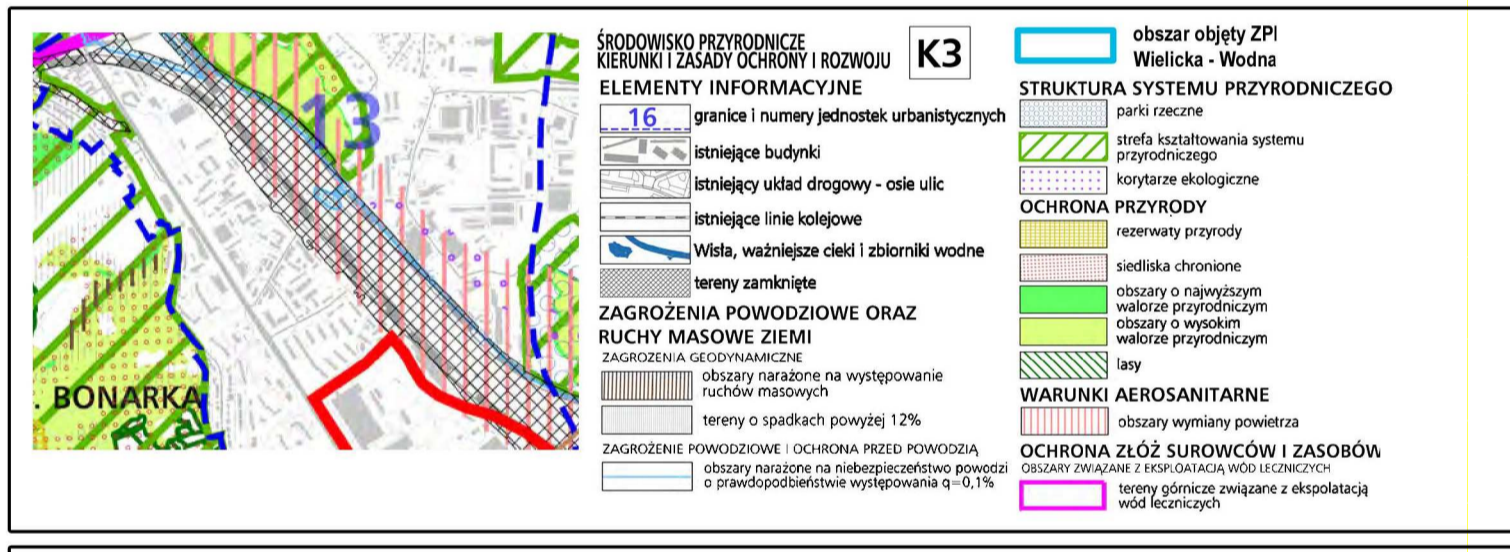 13
. BONARKA
ŚRODOWISKO PRZYRODNICZE
KIERUNKI I ZASADY OCHRONY I ROZWOJU
K3
ELEMENTY INFORMACYJNE
16
granice i numery jednostek urbanistycznych
istniejące budynki
istniejący układ drogowy - osie ulic
istniejące linie kolejowe
Wisła, ważniejsze cieki i zbiorniki wodne
tereny zamknięte
ZAGROŻENIA POWODZIOWE ORAZ
RUCHY MASOWE ZIEMI
ZAGROŻENIA GEODYNAMICZNE
obszary narażone na występowanie
ruchów masowych
tereny o spadkach powyżej 12%
ZAGROŻENIE POWODZIOWE I OCHRONA PRZED POWODZIĄ
obszary narażone na niebezpieczeństwo powodzi
o prawdopodbieństwie występowania q=0,1%
obszar objęty ZPI
Wielicka - Wodna
STRUKTURA SYSTEMU PRZYRODNICZEGO
parki rzeczne
strefa kształtowania systemu
przyrodniczego
korytarze ekologiczne
OCHRONA PRZYRODY
rezerwaty przyrody
siedliska chronione
obszary o najwyższym
walorze przyrodniczym
obszary o wysokim
walorze przyrodniczym
lasy
WARUNKI AEROSANITARNE
obszary wymiany powietrza
OCHRONA ZŁÓŻ SUROWCÓW I ZASOBÓW
OBSZARY ZWIĄZANE Z EKSPLOATACJĄ WÓD LECZNICZYCH
tereny górnicze związane z ekspolatacją
wód leczniczych